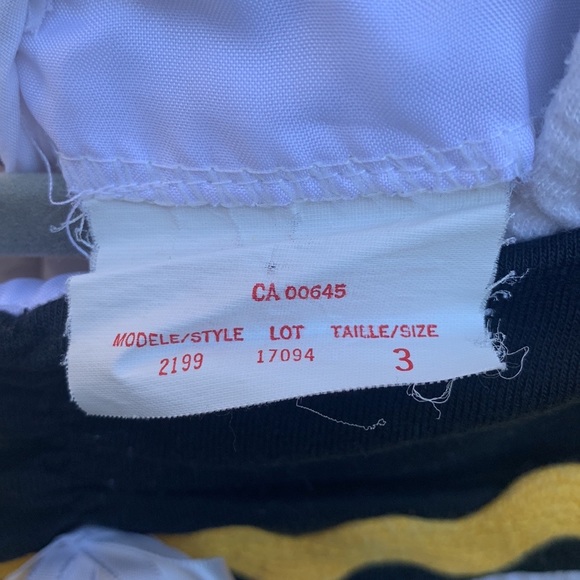 CA 00645
MODELE/STYLE LOT TAILLE/SIZE
2199 17094 3